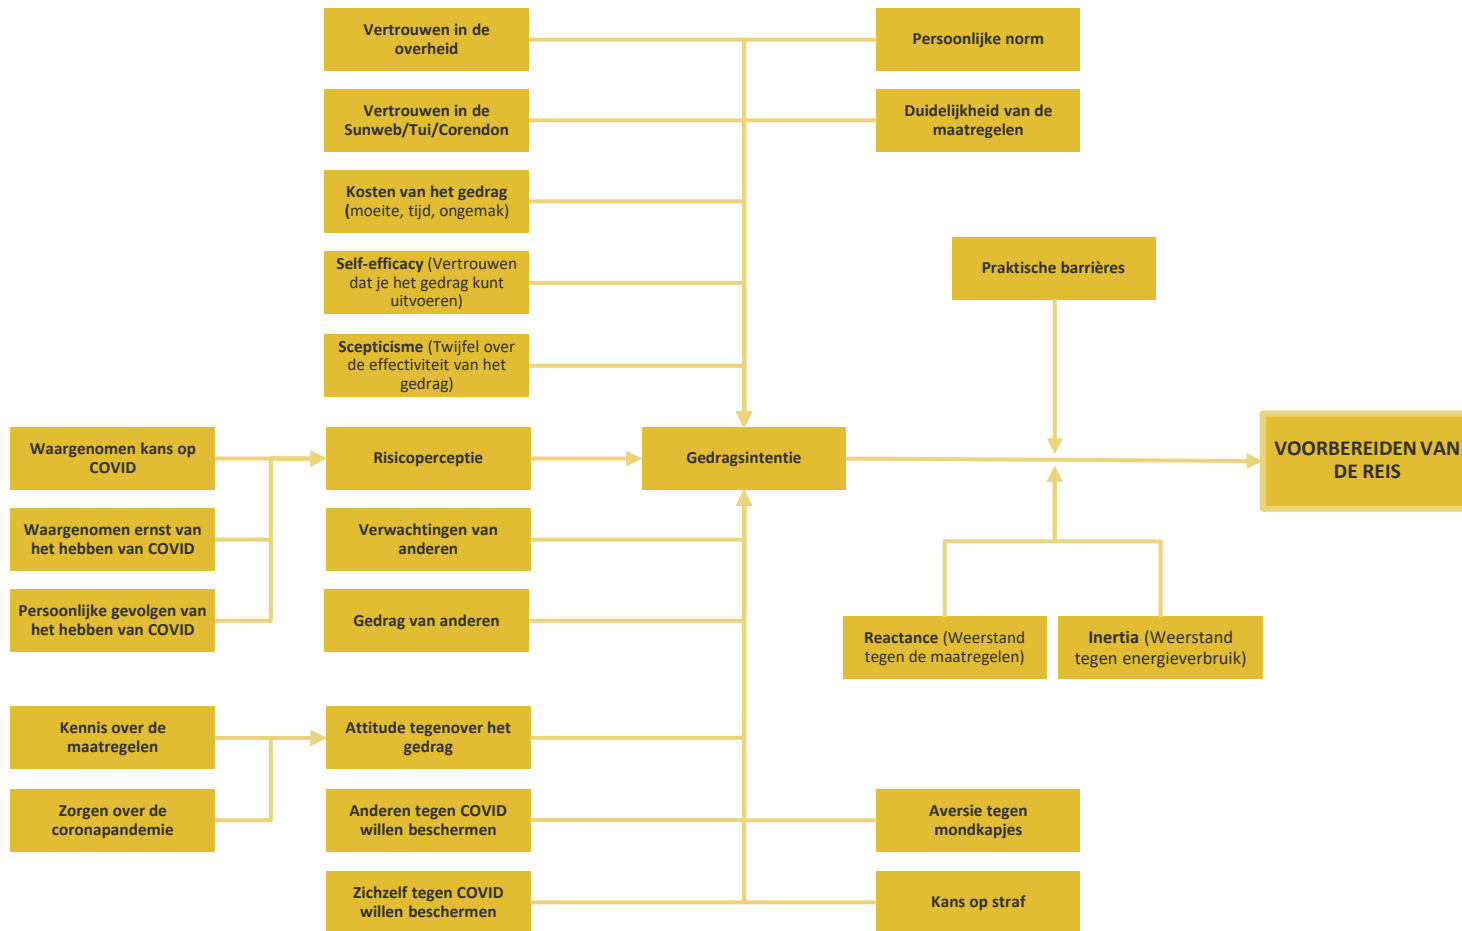 Vertrouwen in de
overheid
Persoonlijke norm
Vertrouwen in de
Sunweb/Tui/Corendon
Duidelijkheid van de
maatregelen
Kosten van het gedrag
(moeite, tijd, ongemak)
Self-efficacy (Vertrouwen
dat je het gedrag kunt
uitvoeren)
Praktische barrières
Scepticisme (Twijfel over
de effectiviteit van het
gedrag)
Waargenomen kans op
COVID
Risicoperceptie
Gedragsintentie
VOORBEREIDEN VAN
DE REIS
Waargenomen ernst van
het hebben van COVID
Verwachtingen van
anderen
Persoonlijke gevolgen van
het hebben van COVID
Gedrag van anderen
Reactance (Weerstand
tegen de maatregelen)
Inertia (Weerstand
tegen energieverbruik)
Kennis over de
maatregelen
Attitude tegenover het
gedrag
Zorgen over de
coronapandemie
Anderen tegen COVID
willen beschermen
Aversie tegen
mondkapjes
Zichzelf tegen COVID
willen beschermen
Kans op straf